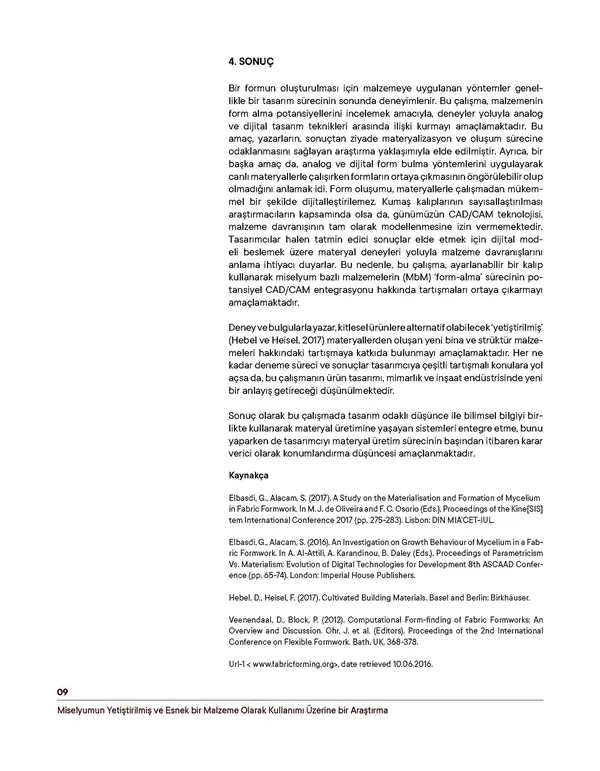 4. SONUÇ
Bir formun oluşturulması için malzemeye uygulanan yöntemler genel-
likle bir tasarım sürecinin sonunda deneyimlenir. Bu çalışma, malzemenin
form alma potansiyellerini incelemek amacıyla, deneyler yoluyla analog
ve dijital tasarım teknikleri arasında ilişki kurmayı amaçlamaktadır. Bu
amaç, yazarların, sonuçtan ziyade materyalizasyon ve oluşum sürecine
odaklanmasını sağlayan araştırma yaklaşımıyla elde edilmiştir. Ayrıca, bir
başka amaç da, analog ve dijital form bulma yöntemlerini uygulayarak
canlı materyallerle çalışırken formların ortaya çıkmasının öngörülebilir olup
olmadığını anlamak idi. Form oluşumu, materyallerle çalışmadan mükem-
mel bir şekilde dijitalleştirilemez. Kumaş kalıplarının sayısallaştırılması
araştırmacıların kapsamında olsa da, günümüzün CAD/CAM teknolojisi,
malzeme davranışının tam olarak modellenmesine izin vermemektedir.
Tasarımcılar halen tatmin edici sonuçlar elde etmek için dijital mod-
eli beslemek üzere materyal deneyleri yoluyla malzeme davranışlarını
anlama ihtiyacı duyarlar. Bu nedenle, bu çalışma, ayarlanabilir bir kalıp
kullanarak miselyum bazlı malzemelerin (MbM) ‘form-alma’ sürecinin po-
tansiyel CAD/CAM entegrasyonu hakkında tartışmaları ortaya çıkarmayı
amaçlamaktadır.
Deney ve bulgularla yazar, kitlesel ürünlere alternatif olabilecek ‘yetiştirilmiş’
(Hebel ve Heisel, 2017) materyallerden oluşan yeni bina ve strüktür malze-
meleri hakkındaki tartışmaya katkıda bulunmayı amaçlamaktadır. Her ne
kadar deneme süreci ve sonuçlar tasarımcıya çeşitli tartışmalı konulara yol
açsa da, bu çalışmanın ürün tasarımı, mimarlık ve inşaat endüstrisinde yeni
bir anlayış getireceği düşünülmektedir.
Sonuç olarak bu çalışmada tasarım odaklı düşünce ile bilimsel bilgiyi bir-
likte kullanarak materyal üretimine yaşayan sistemleri entegre etme, bunu
yaparken de tasarımcıyı materyal üretim sürecinin başından itibaren karar
verici olarak konumlandırma düşüncesi amaçlanmaktadır.
Kaynakça
Elbasdi, G., Alacam, S. (2017). A Study on the Materialisation and Formation of Mycelium
in Fabric Formwork. In M. J. de Oliveira and F. C. Osorio (Eds.), Proceedings of the Kine[SIS]
tem International Conference 2017 (pp. 275-283). Lisbon: DIN MIA’CET-IUL.
Elbasdi, G., Alacam, S. (2016). An Investigation on Growth Behaviour of Mycelium in a Fab-
ric Formwork. In A. Al-Attili, A. Karandinou, B. Daley (Eds.), Proceedings of Parametricism
Vs. Materialism: Evolution of Digital Technologies for Development 8th ASCAAD Confer-
ence (pp. 65-74). London: Imperial House Publishers.
Hebel, D., Heisel, F. (2017). Cultivated Building Materials. Basel and Berlin: Birkhäuser.
Veenendaal, D., Block, P. (2012). Computational Form-finding of Fabric Formworks: An
Overview and Discussion. Ohr, J. et al. (Editors). Proceedings of the 2nd International
Conference on Flexible Formwork. Bath, UK, 368-378.
Url-1 < www.fabricforming.org>, date retrieved 10.06.2016.
09
Miselyumun Yetiştirilmiş ve Esnek bir Malzeme Olarak Kullanımı Üzerine bir Araştırma